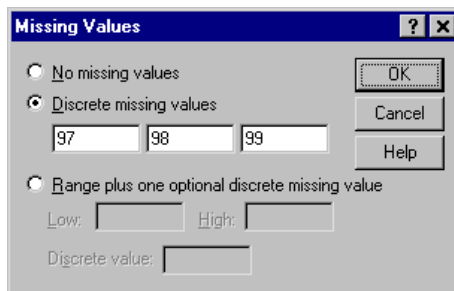 Missing Values
No missing values
OK
Discrete missing values
Cancel
97 98 99
Help
Range plus one optional discrete missing value
Low: High:
Discrete value: